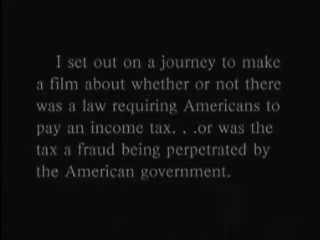 I set out on a journey to make
a film about whether or not there
was a law requiring Americans to
pay an income tax. . .or was the
tax a fraud being perpetrated by
the American government.